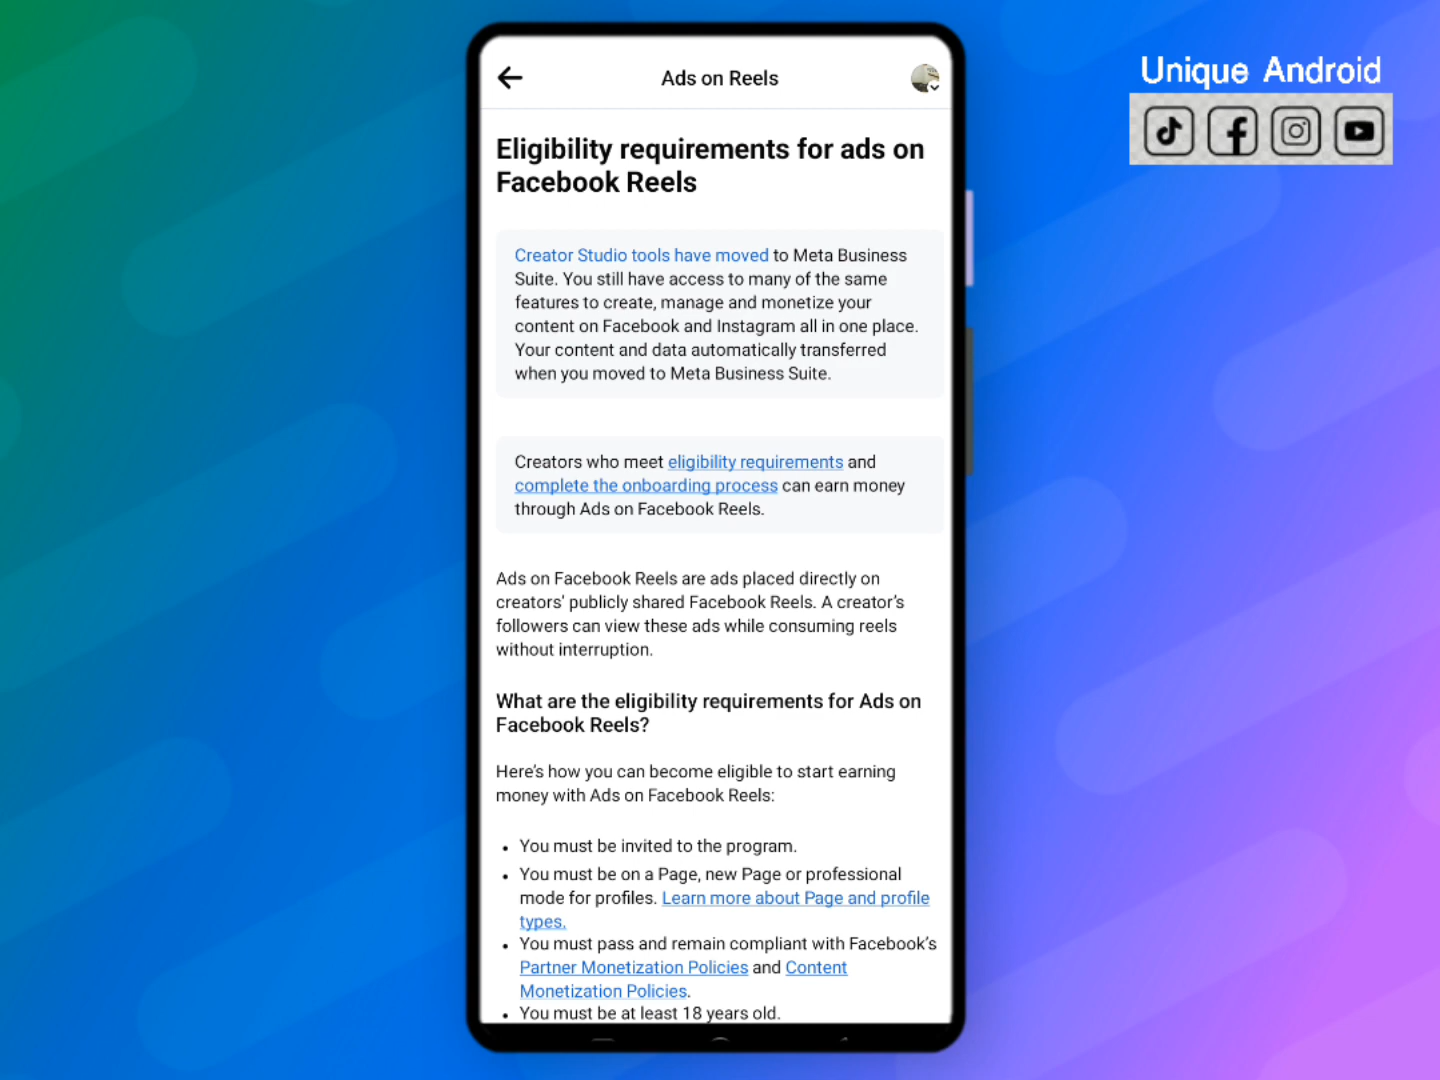 Unique Android
Ads on Reels
Eligibility requirements for ads on
Facebook Reels
Creator Studio tools have moved to Meta Business
Suite. You still have access to many of the same
features to create, manage and monetize your
content on Facebook and Instagram all in one place.
Your content and data automatically transferred
when you moved to Meta Business Suite.
Creators who meet eligibility requirements and
complete the onboarding process can earn money
through Ads on Facebook Reels.
Ads on Facebook Reels are ads placed directly on
creators’ publicly shared Facebook Reels. A creator’s
followers can view these ads while consuming reels
without interruption.
What are the eligibility requirements for Ads on
Facebook Reels?
Here’s how you can become eligible to start earning
money with Ads on Facebook Reels:
• You must be invited to the program.
• You must be on a Page, new Page or professional
mode for profiles. Learn more about Page and profile
types.
• You must pass and remain compliant with Facebook’s
Partner Monetization Policies and Content
Monetization Policies.
• You must be at least 18 years old.